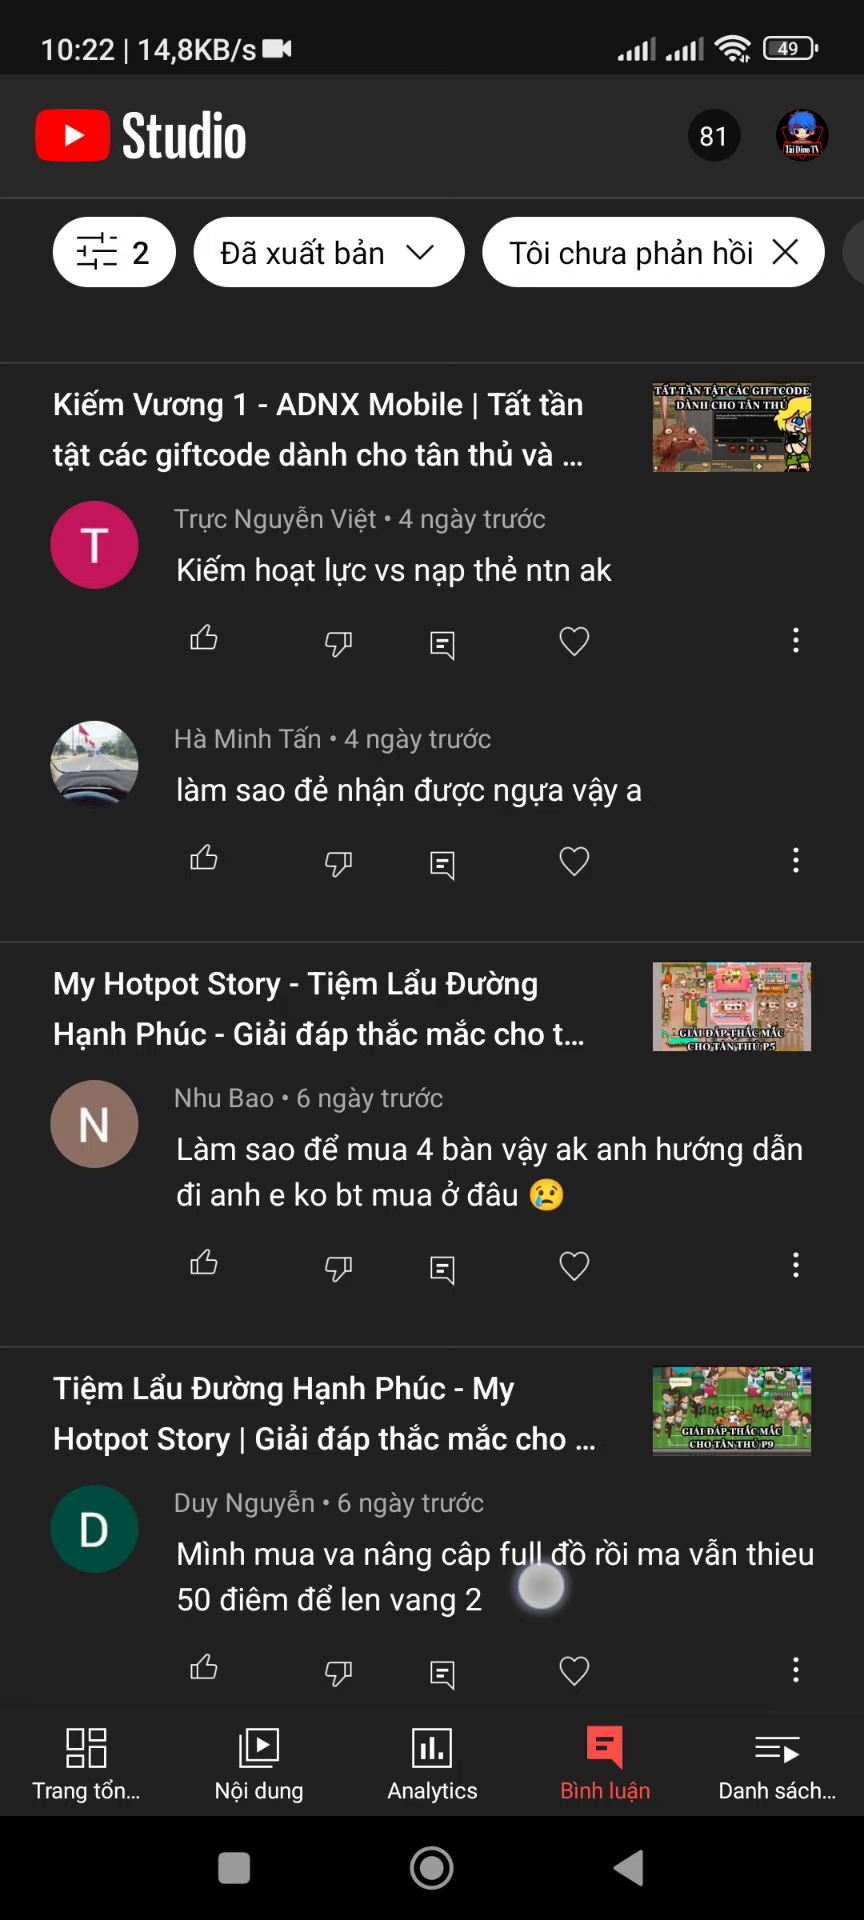 10:22 | 14,8KB/s
49
Studio
81
Tài Dino TV
2
Đã xuất bản
Tôi chưa phản hồi
Kiếm Vương 1 - ADNX Mobile | Tất tần
tật các giftcode dành cho tân thủ và ...
TẤT TẦN TẬT CÁC GIFTCODE
DÀNH CHO TÂN THỦ
T
Trực Nguyễn Việt • 4 ngày trước
Kiếm hoạt lực vs nạp thẻ ntn ak
Hà Minh Tấn • 4 ngày trước
làm sao đẻ nhận được ngựa vậy a
My Hotpot Story - Tiệm Lẩu Đường
Hạnh Phúc - Giải đáp thắc mắc cho t...
GIẢI ĐÁP THẮC MẮC
CHO TÂN THỦ P5
N
Nhu Bao • 6 ngày trước
Làm sao để mua 4 bàn vậy ak anh hướng dẫn
đi anh e ko bt mua ở đâu 😢
Tiệm Lẩu Đường Hạnh Phúc - My
Hotpot Story | Giải đáp thắc mắc cho ...
GIẢI ĐÁP THẮC MẮC
CHO TÂN THỦ P9
D
Duy Nguyễn • 6 ngày trước
Mình mua va nâng câp full đồ rồi ma vẫn thieu
50 điêm để len vang 2
Trang tổn...
Nội dung
Analytics
Bình luận
Danh sách...